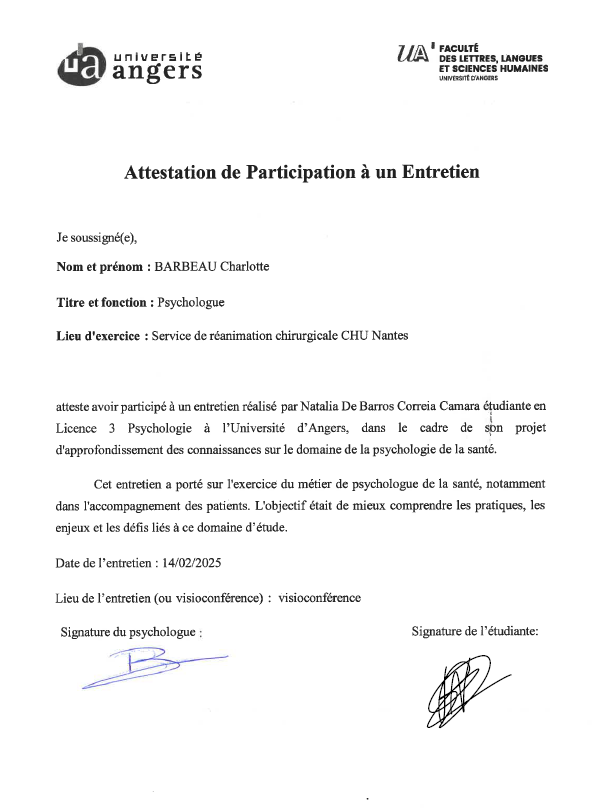 université
angers
UA'
FACULTÉ
DES LETTRES, LANGUES
ET SCIENCES HUMAINES
UNIVERSITÉ D'ANGERS
Attestation de Participation à un Entretien
Je soussigné(e),
Nom et prénom : BARBEAU Charlotte
Titre et fonction : Psychologue
Lieu d'exercice : Service de réanimation chirurgicale CHU Nantes
atteste avoir participé à un entretien réalisé par Natalia De Barros Correia Camara étudiante en
Licence 3 Psychologie à l'Université d'Angers, dans le cadre de son projet
d'approfondissement des connaissances sur le domaine de la psychologie de la santé.
Cet entretien a porté sur l'exercice du métier de psychologue de la santé, notamment
dans l'accompagnement des patients. L'objectif était de mieux comprendre les pratiques, les
enjeux et les défis liés à ce domaine d'étude.
Date de l'entretien : 14/02/2025
Lieu de l'entretien (ou visioconférence) : visioconférence
Signature du psychologue :
Signature de l'étudiante: